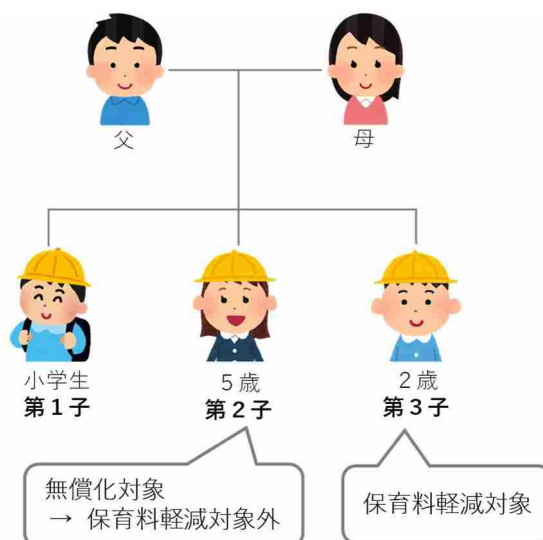 父
母
小学生
第1子
5歳
第2子
2歳
第3子
無償化対象
→ 保育料軽減対象外
保育料軽減対象